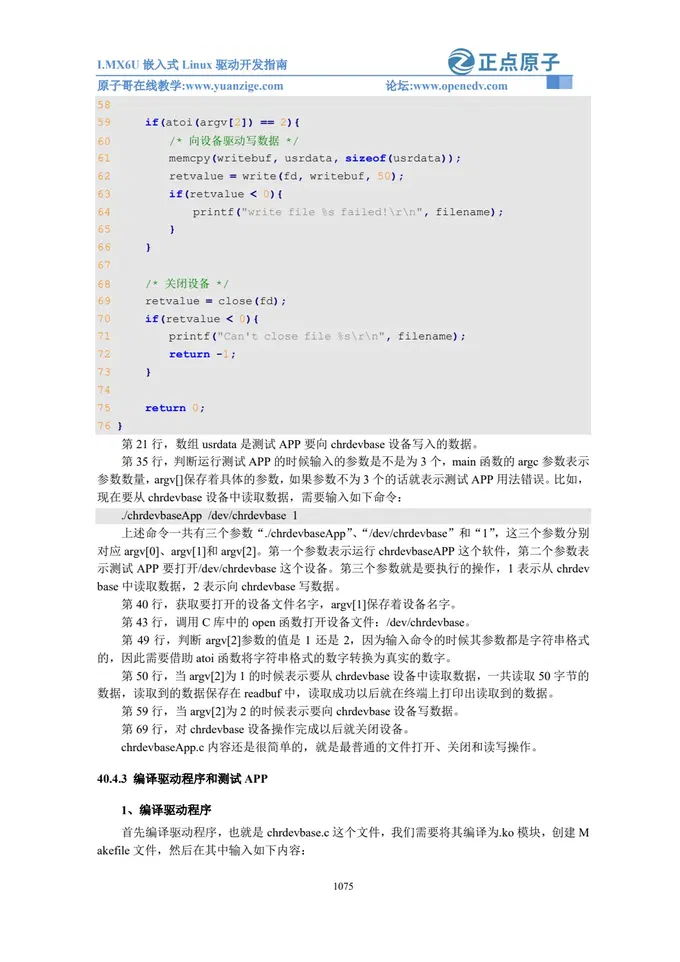 I.MX6U 嵌入式 Linux 驱动开发指南
正点原子
原子哥在线教学:www.yuanzige.com 论坛:www.openedv.com
58
59 if(atoi(argv[2]) == 2){
60 /* 向设备驱动写数据 */
61 memcpy(writebuf, usrdata, sizeof(usrdata));
62 retvalue = write(fd, writebuf, 50);
63 if(retvalue < 0){
64 printf("write file %s failed!\r\n", filename);
65 }
66 }
67
68 /* 关闭设备 */
69 retvalue = close(fd);
70 if(retvalue < 0){
71 printf("Can't close file %s\r\n", filename);
72 return -1;
73 }
74
75 return 0;
76 }
第 21 行，数组 usrdata 是测试 APP 要向 chrdevbase 设备写入的数据。
第 35 行，判断运行测试 APP 的时候输入的参数是不是为 3 个，main 函数的 argc 参数表示
参数数量，argv[]保存着具体的参数，如果参数不为 3 个的话就表示测试 APP 用法错误。比如，
现在要从 chrdevbase 设备中读取数据，需要输入如下命令：
./chrdevbaseApp /dev/chrdevbase 1
上述命令一共有三个参数“./chrdevbaseApp”、“/dev/chrdevbase”和“1”，这三个参数分别
对应 argv[0]、argv[1]和 argv[2]。第一个参数表示运行 chrdevbaseAPP 这个软件，第二个参数表
示测试 APP 要打开/dev/chrdevbase 这个设备。第三个参数就是要执行的操作，1 表示从 chrdev
base 中读取数据，2 表示向 chrdevbase 写数据。
第 40 行，获取要打开的设备文件名字，argv[1]保存着设备名字。
第 43 行，调用 C 库中的 open 函数打开设备文件：/dev/chrdevbase。
第 49 行，判断 argv[2]参数的值是 1 还是 2，因为输入命令的时候其参数都是字符串格式
的，因此需要借助 atoi 函数将字符串格式的数字转换为真实的数字。
第 50 行，当 argv[2]为 1 的时候表示要从 chrdevbase 设备中读取数据，一共读取 50 字节的
数据，读取到的数据保存在 readbuf 中，读取成功以后就在终端上打印出读取到的数据。
第 59 行，当 argv[2]为 2 的时候表示要向 chrdevbase 设备写数据。
第 69 行，对 chrdevbase 设备操作完成以后就关闭设备。
chrdevbaseApp.c 内容还是很简单的，就是最普通的文件打开、关闭和读写操作。
40.4.3 编译驱动程序和测试 APP
1、编译驱动程序
首先编译驱动程序，也就是 chrdevbase.c 这个文件，我们需要将其编译为.ko 模块，创建 M
akefile 文件，然后在其中输入如下内容：
1075